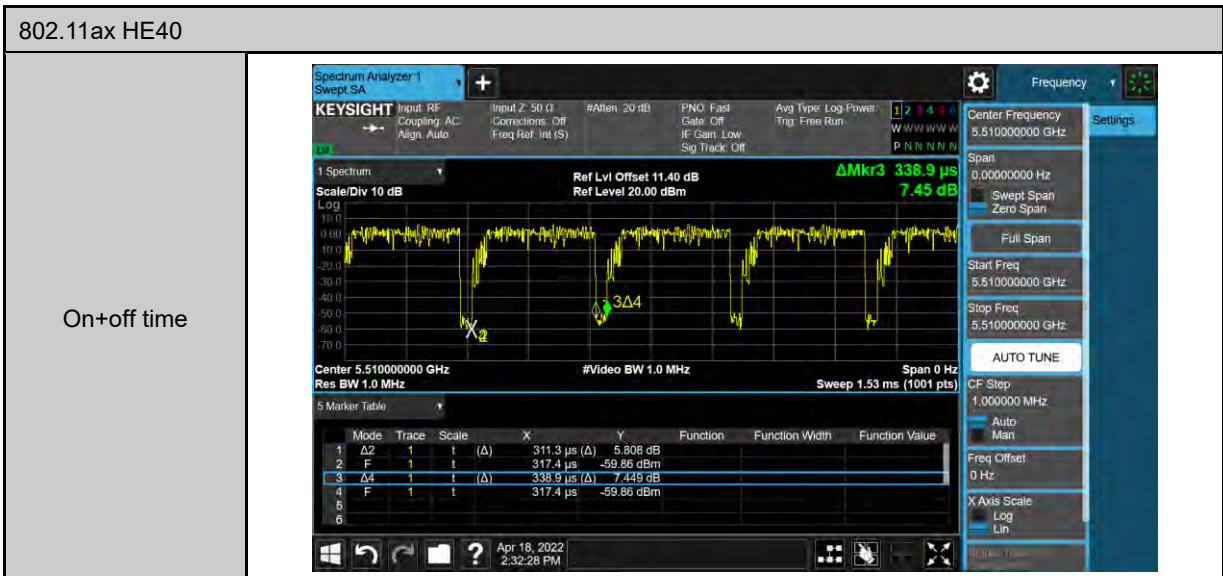 802.11ax HE40
On+off time
Spectrum Analyzer 1
Swept SA
+
Frequency
KEYSIGHT
Input: RF
Coupling: AC
Align: Auto
Input Z: 50 Ω
Corrections: Off
Freq Ref: Int (S)
#Atten: 20 dB
PNO: Fast
Gate: Off
IF Gain: Low
Sig Track: Off
Avg Type: Log-Power
Trig: Free Run
1 2 3 4 5 6
W W W W W W
P N N N N N
Center Frequency
5.510000000 GHz
Settings
Span
0.00000000 Hz
Swept Span
Zero Span
Full Span
Start Freq
5.510000000 GHz
Stop Freq
5.510000000 GHz
AUTO TUNE
CF Step
1.000000 MHz
Auto
Man
Freq Offset
0 Hz
X Axis Scale
Log
Lin
1 Spectrum
Scale/Div 10 dB
Ref Lvl Offset 11.40 dB
Ref Level 20.00 dBm
ΔMkr3 338.9 µs
7.45 dB
Log
10.0
0.00
-10.0
-20.0
-30.0
-40.0
-50.0
-60.0
-70.0
3Δ4
Center 5.510000000 GHz
#Video BW 1.0 MHz
Span 0 Hz
Res BW 1.0 MHz
Sweep 1.53 ms (1001 pts)
5 Marker Table
Mode Trace Scale X Y Function Function Width Function Value
1 Δ2 1 t (Δ) 311.3 µs (Δ) 5.808 dB
2 F 1 t 317.4 µs -59.86 dBm
3 Δ4 1 t (Δ) 338.9 µs (Δ) 7.449 dB
4 F 1 t 317.4 µs -59.86 dBm
5
6
?
Apr 18, 2022
2:32:28 PM